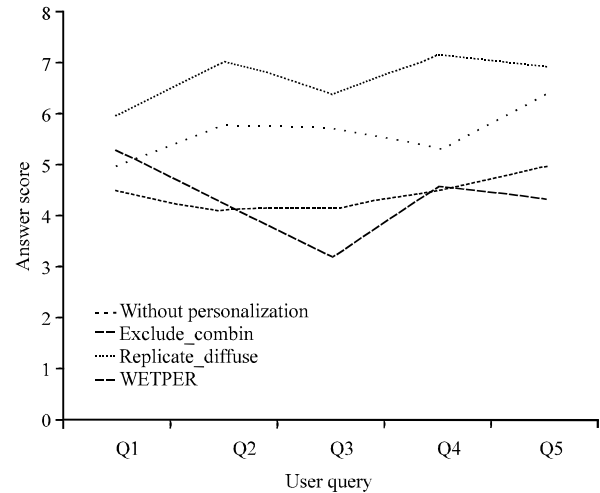 8
7
6
5
4
3
2
1
0
Answer score
Without personalization
Exclude_combin
Replicate_diffuse
WETPER
Q1 Q2 Q3 Q4 Q5
User query